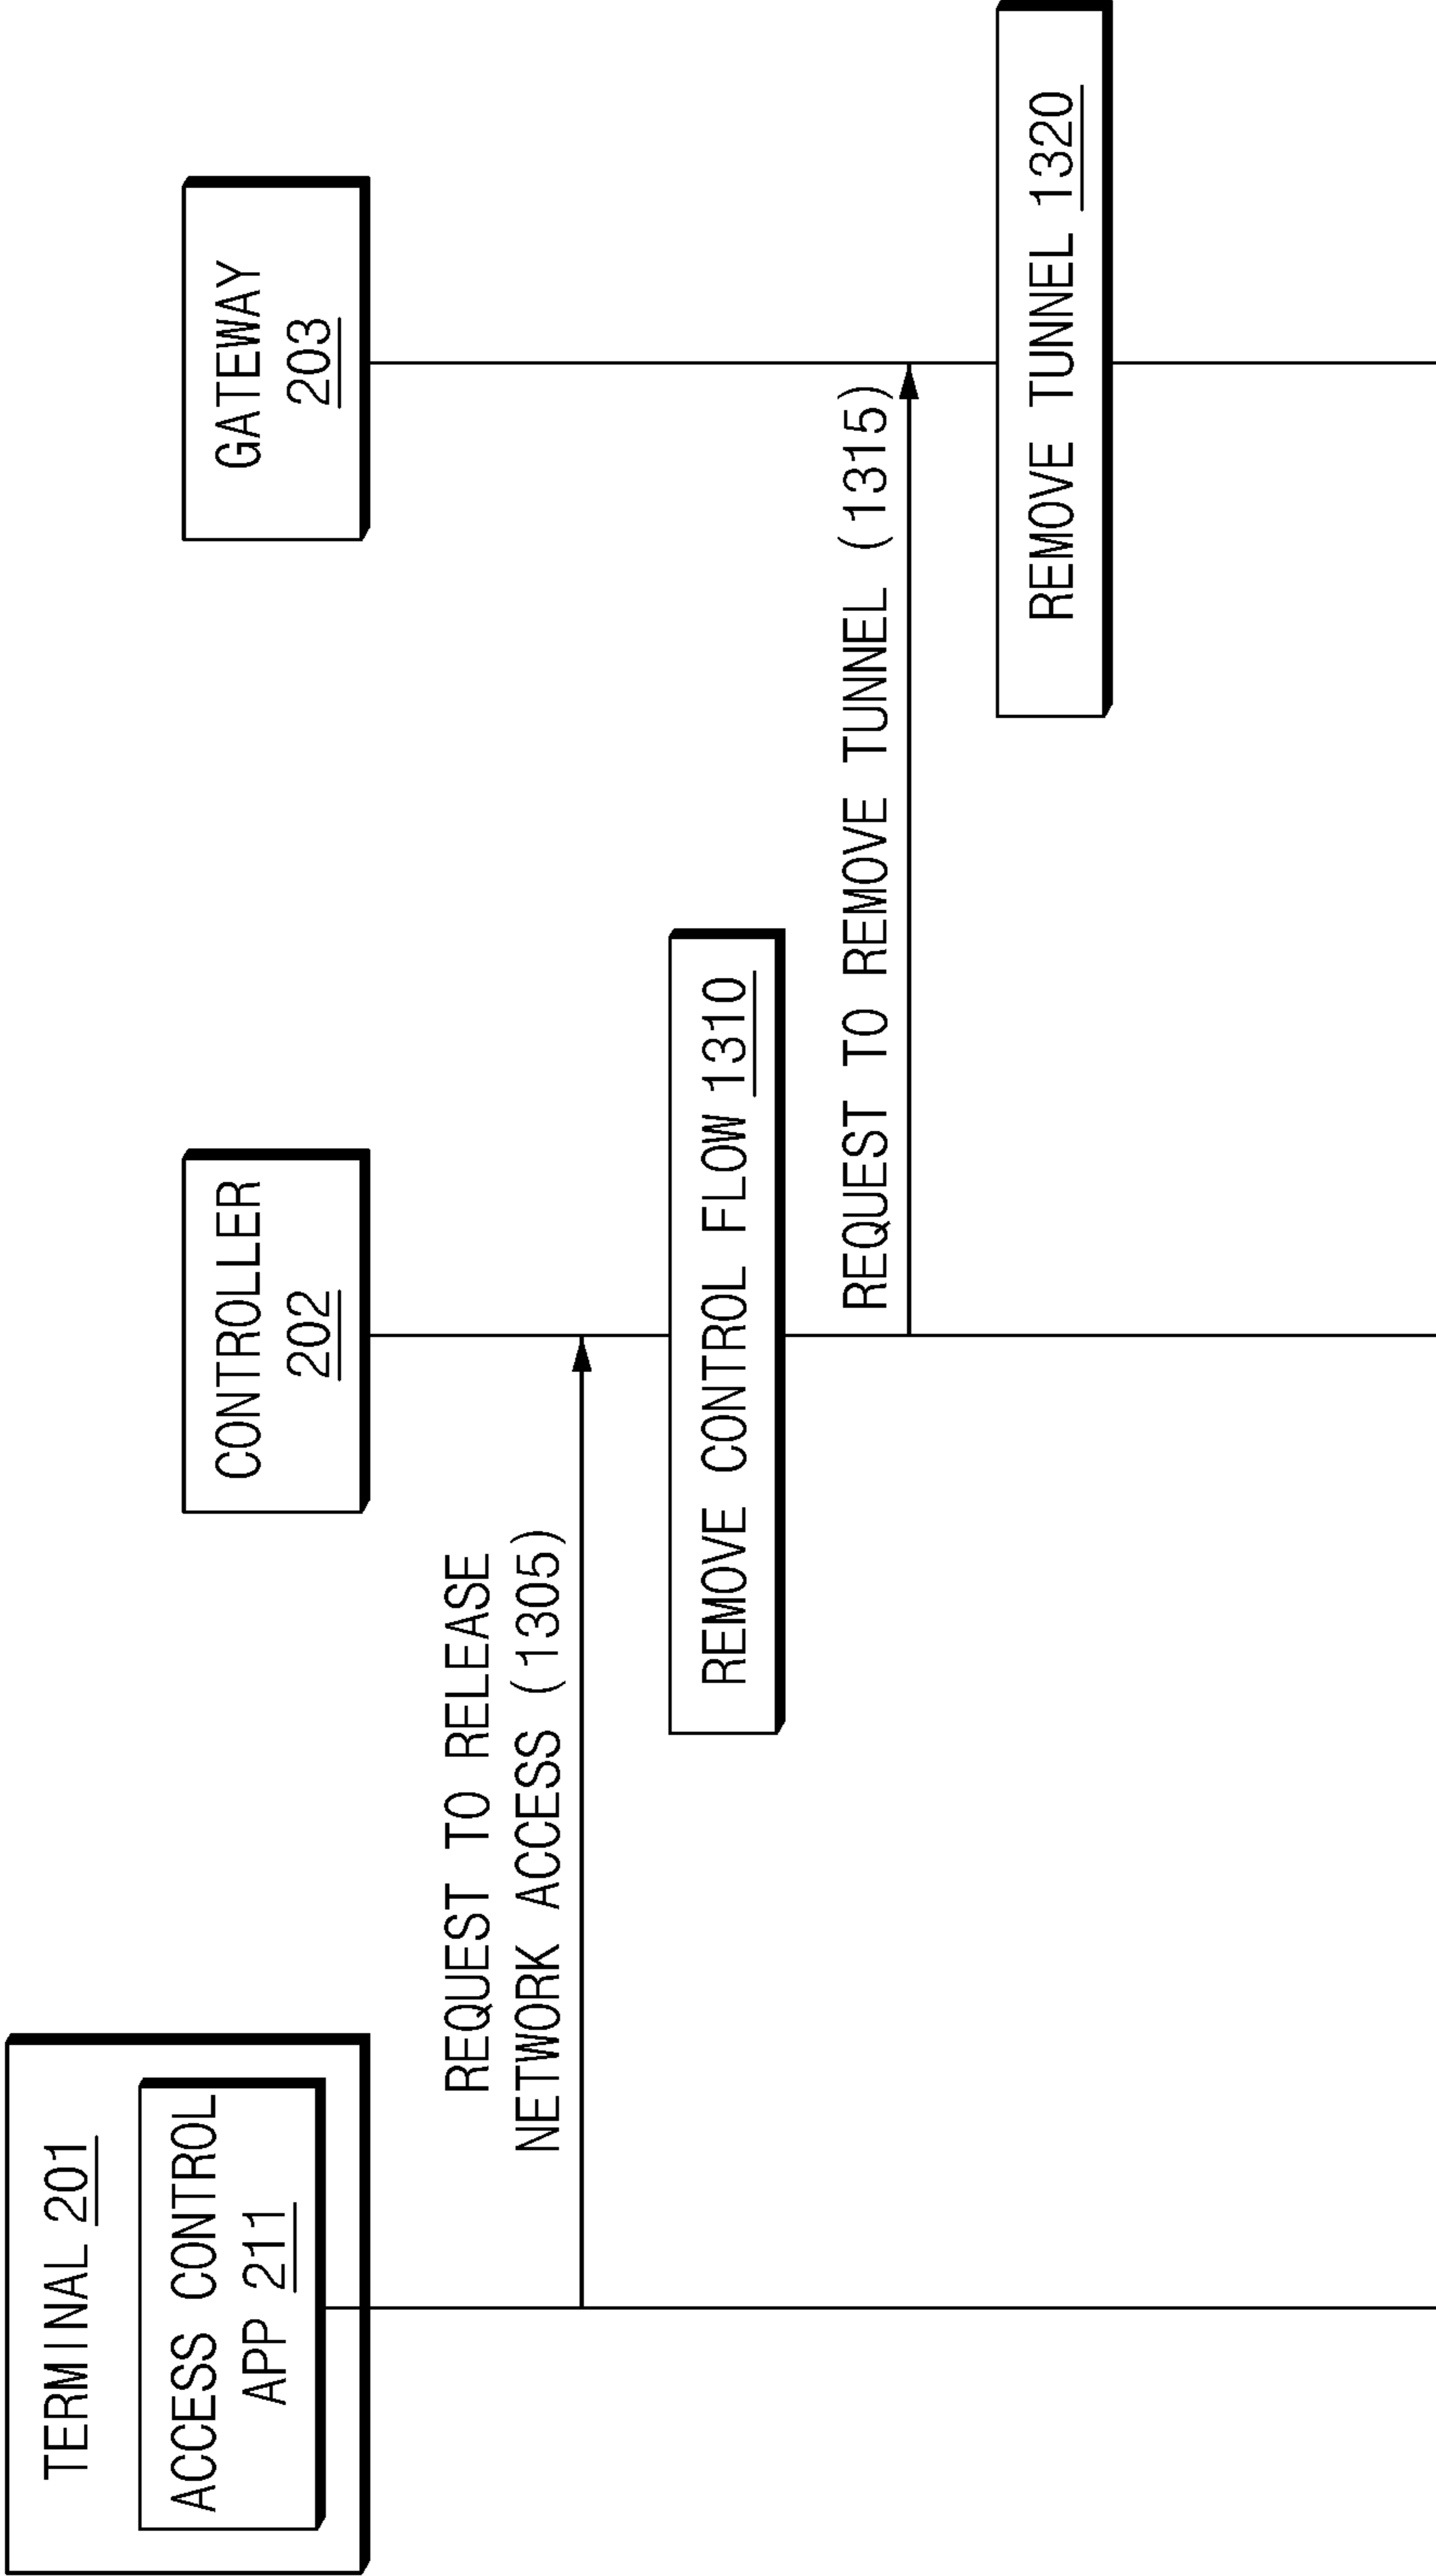 TERMINAL 201
ACCESS CONTROL
APP 211
CONTROLLER
202
GATEWAY
203
REQUEST TO RELEASE
NETWORK ACCESS (1305)
REMOVE CONTROL FLOW 1310
REQUEST TO REMOVE TUNNEL (1315)
REMOVE TUNNEL 1320